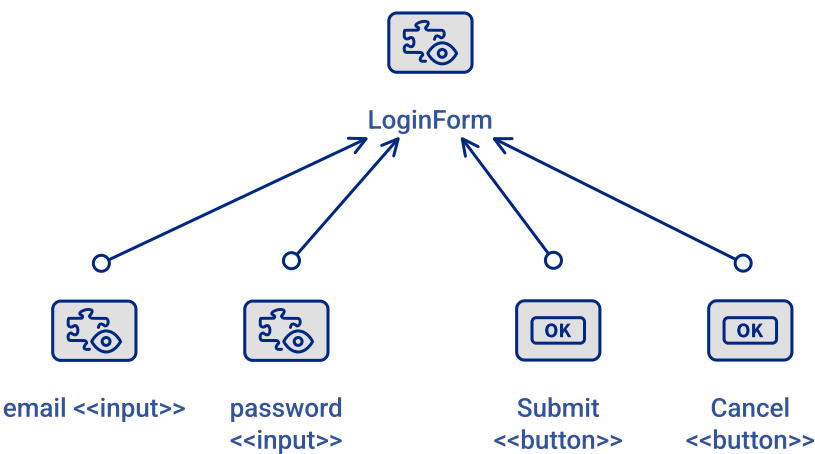 LoginForm
OK
OK
email <<input>>
password
<<input>>
Submit
<<button>>
Cancel
<<button>>